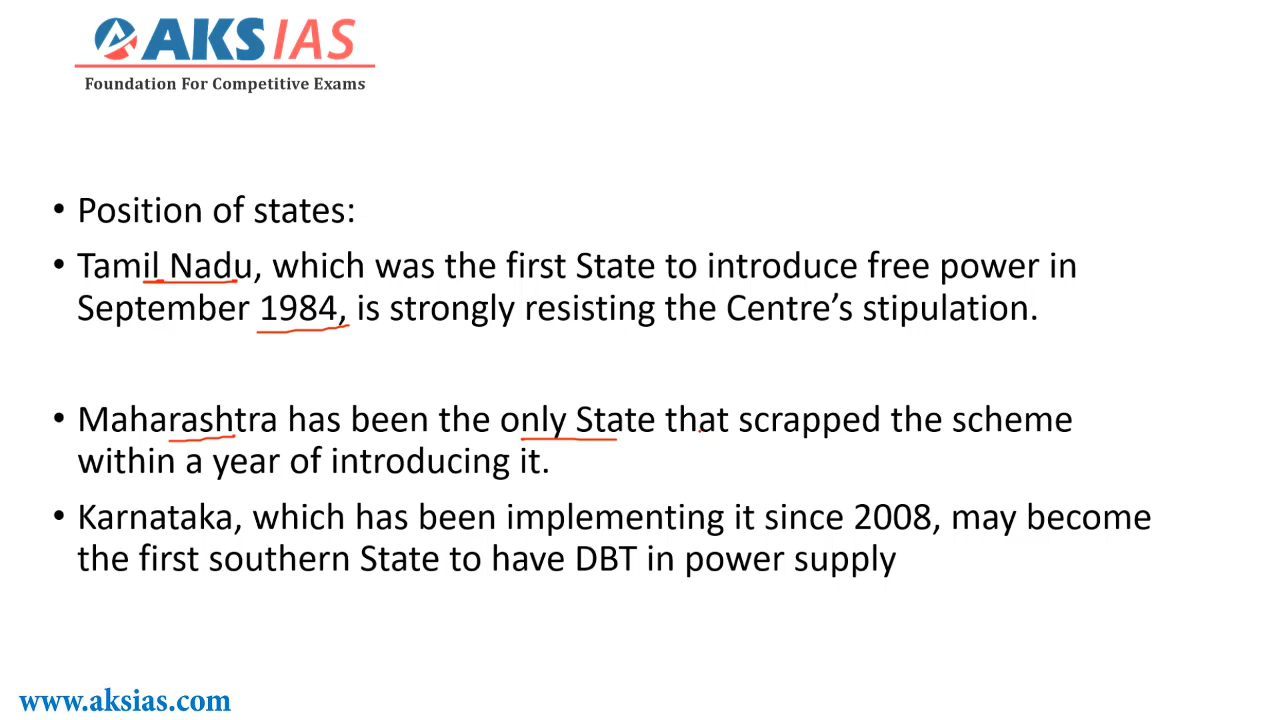 AKS IAS
Foundation For Competitive Exams
• Position of states:
• Tamil Nadu, which was the first State to introduce free power in
September 1984, is strongly resisting the Centre’s stipulation.
• Maharashtra has been the only State that scrapped the scheme
within a year of introducing it.
• Karnataka, which has been implementing it since 2008, may become
the first southern State to have DBT in power supply
www.aksias.com